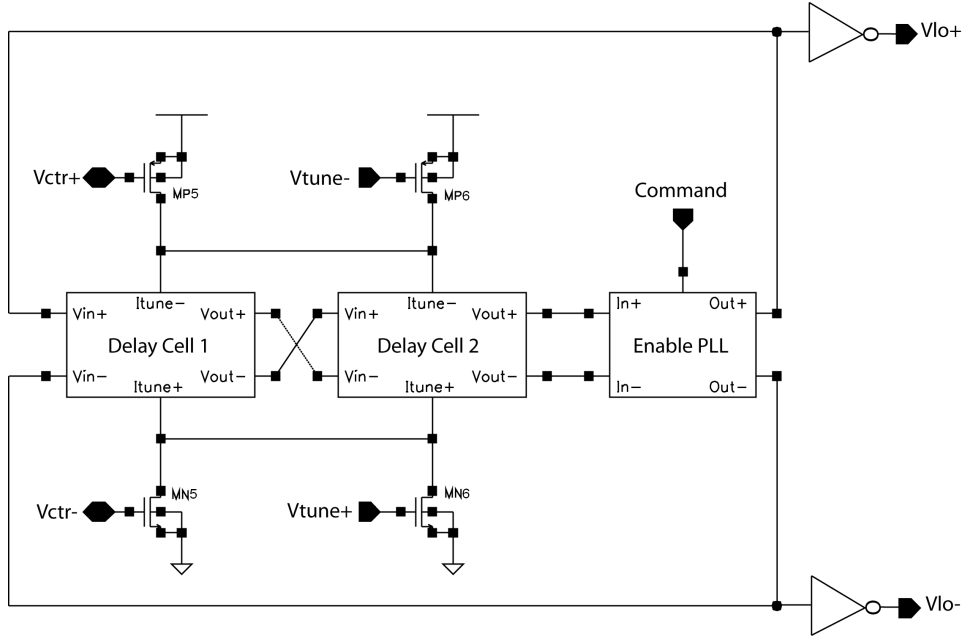 Vlo+
Vctr+
MP5
Vtune-
MP6
Command
Itune-
Vin+
Vout+
Delay Cell 1
Vin-
Vout-
Itune+
Itune-
Vin+
Vout+
Delay Cell 2
Vin-
Vout-
Itune+
In+
Out+
Enable PLL
In-
Out-
Vctr-
MN5
Vtune+
MN6
Vlo-